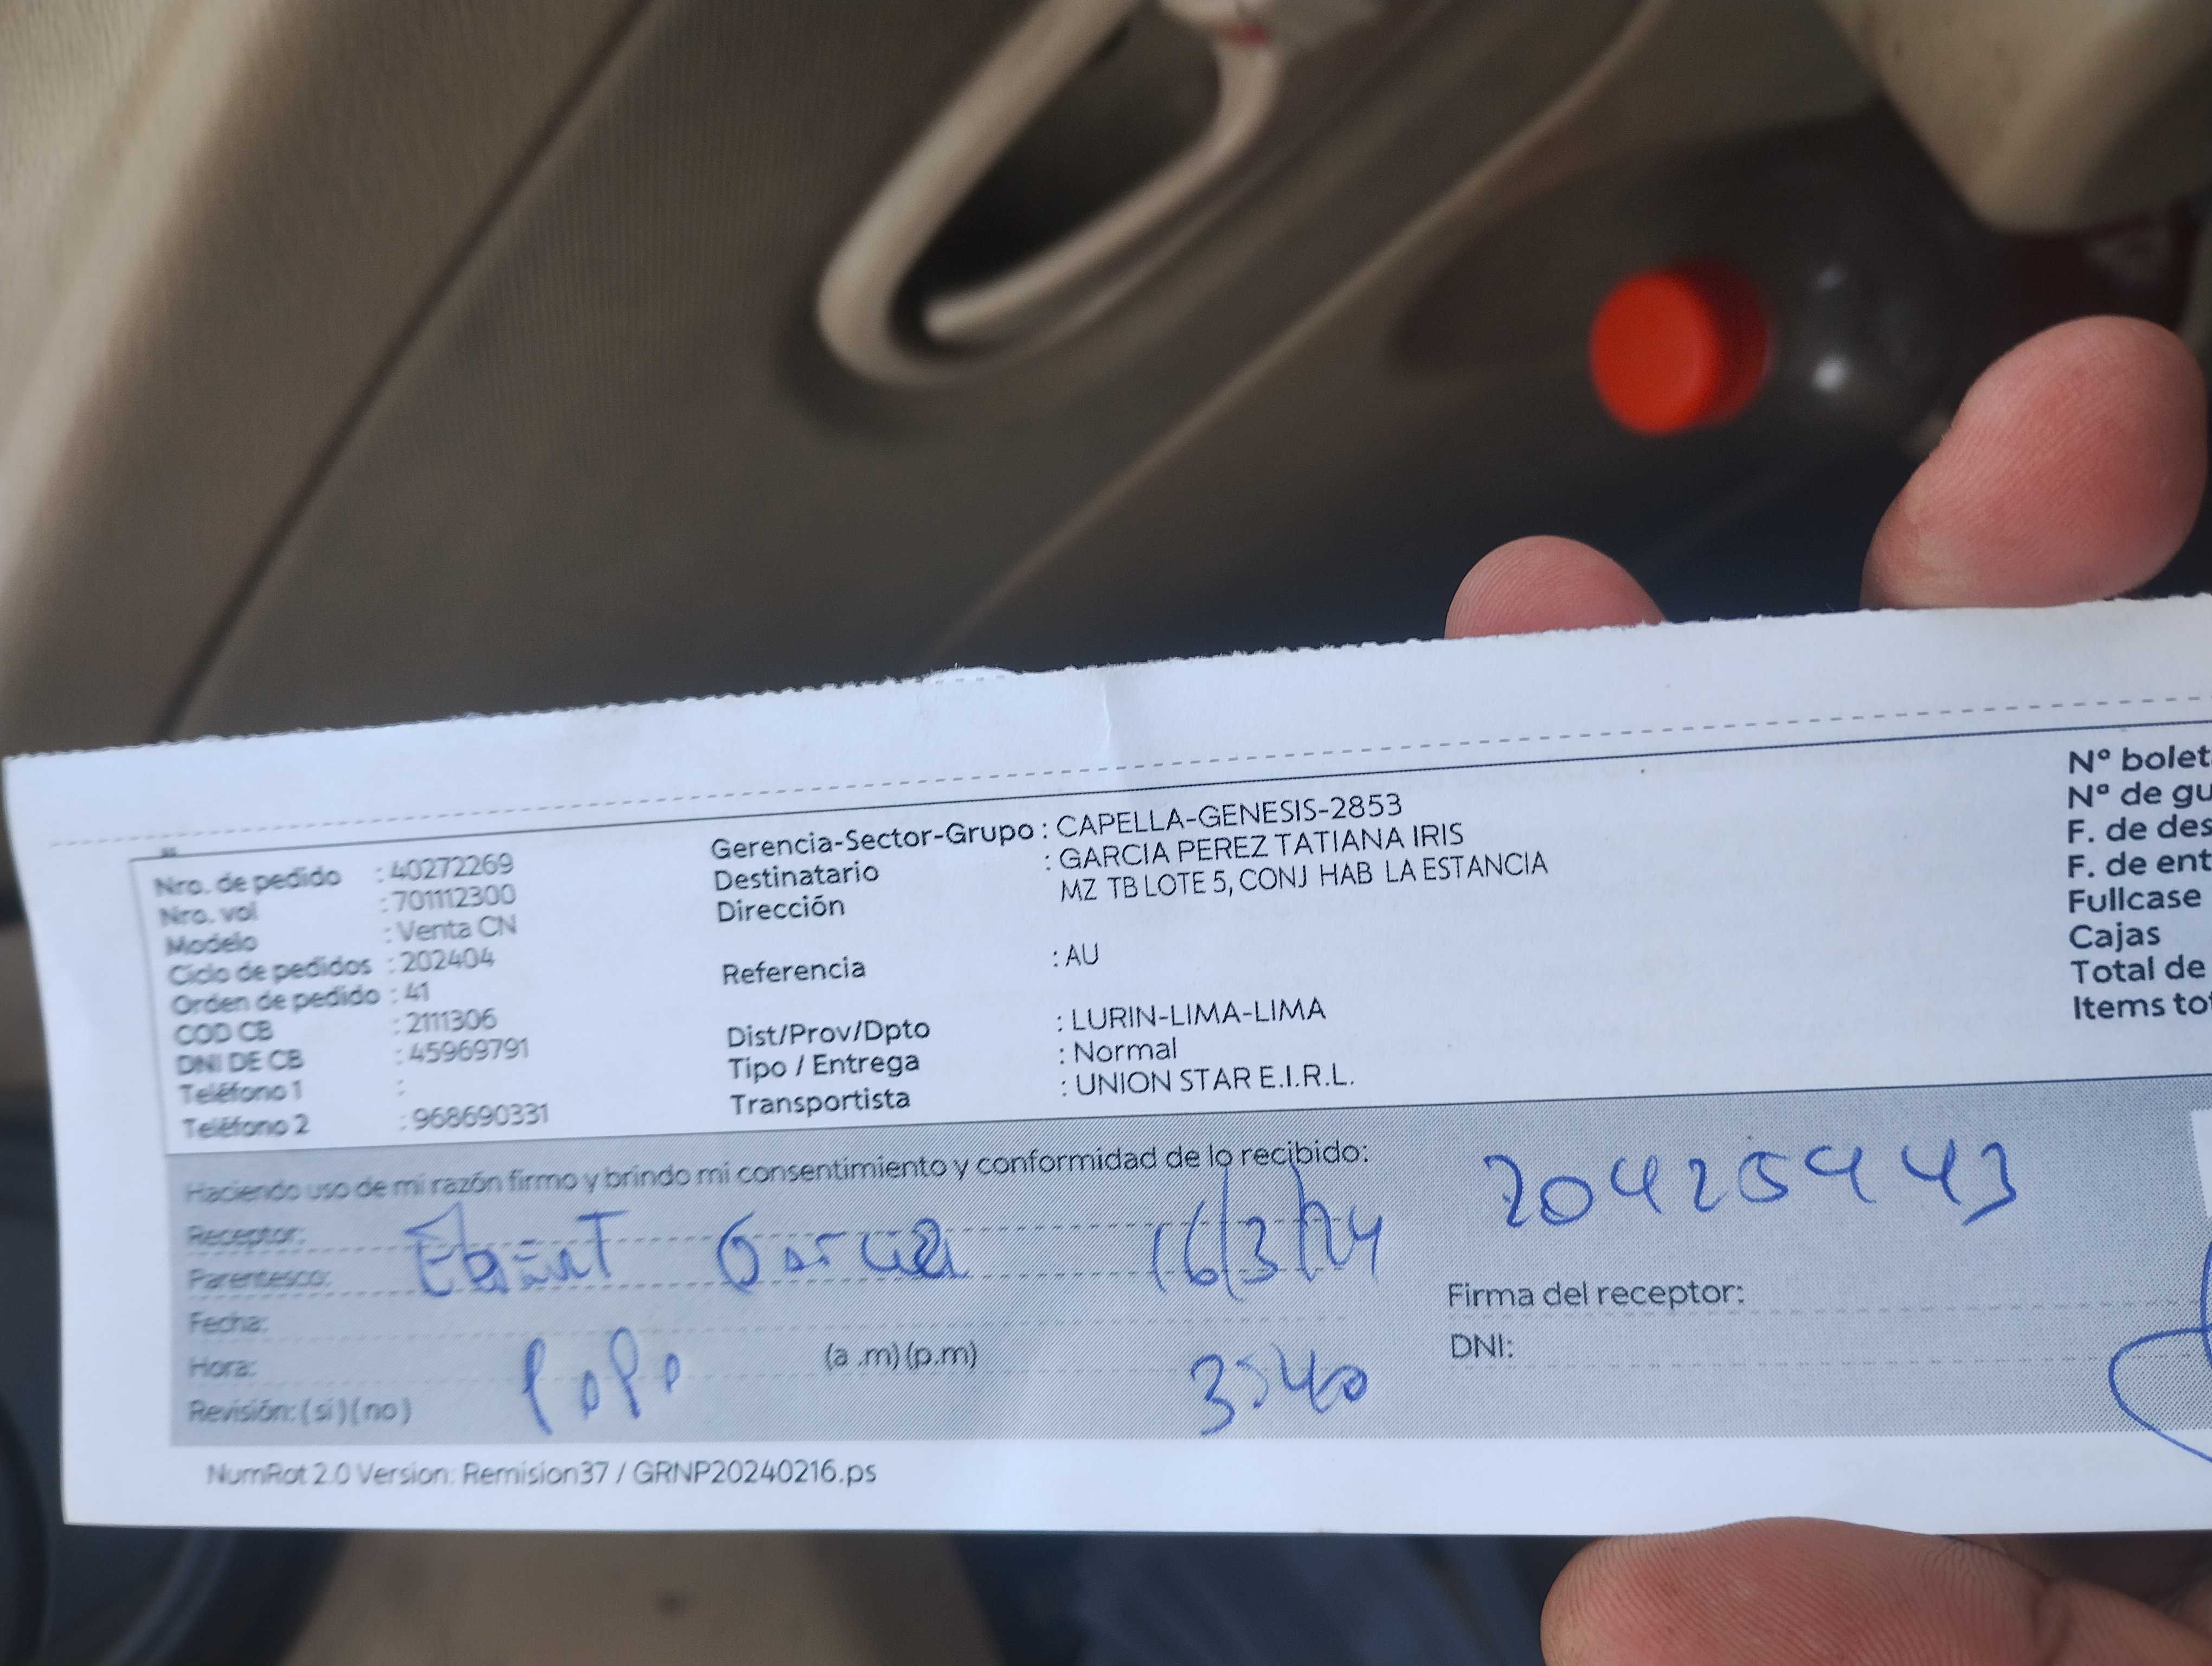 Nro. de pedido : 40272269
Nro. vol : 701112300
Modelo : Venta CN
Ciclo de pedidos : 202404
Orden de pedido : 41
COD CB : 2111306
DNI DE CB : 45969791
Teléfono 1 :
Teléfono 2 : 968690331
Gerencia-Sector-Grupo : CAPELLA-GENESIS-2853
Destinatario : GARCIA PEREZ TATIANA IRIS
Dirección MZ TB LOTE 5, CONJ HAB LA ESTANCIA
Referencia : AU
Dist/Prov/Dpto : LURIN-LIMA-LIMA
Tipo / Entrega : Normal
Transportista : UNION STAR E.I.R.L.
Nº bolet
Nº de gu
F. de des
F. de ent
Fullcase
Cajas
Total de
Items tot
Haciendo uso de mi razón firmo y brindo mi consentimiento y conformidad de lo recibido:
Receptor:
Parentesco: Garcia 16/3/24
Fecha:
Hora: (a .m) (p.m)
Revisión: (si) (no) Papa
Firma del receptor:
DNI:
NumRot 2.0 Version: Remision37 / GRNP20240216.ps